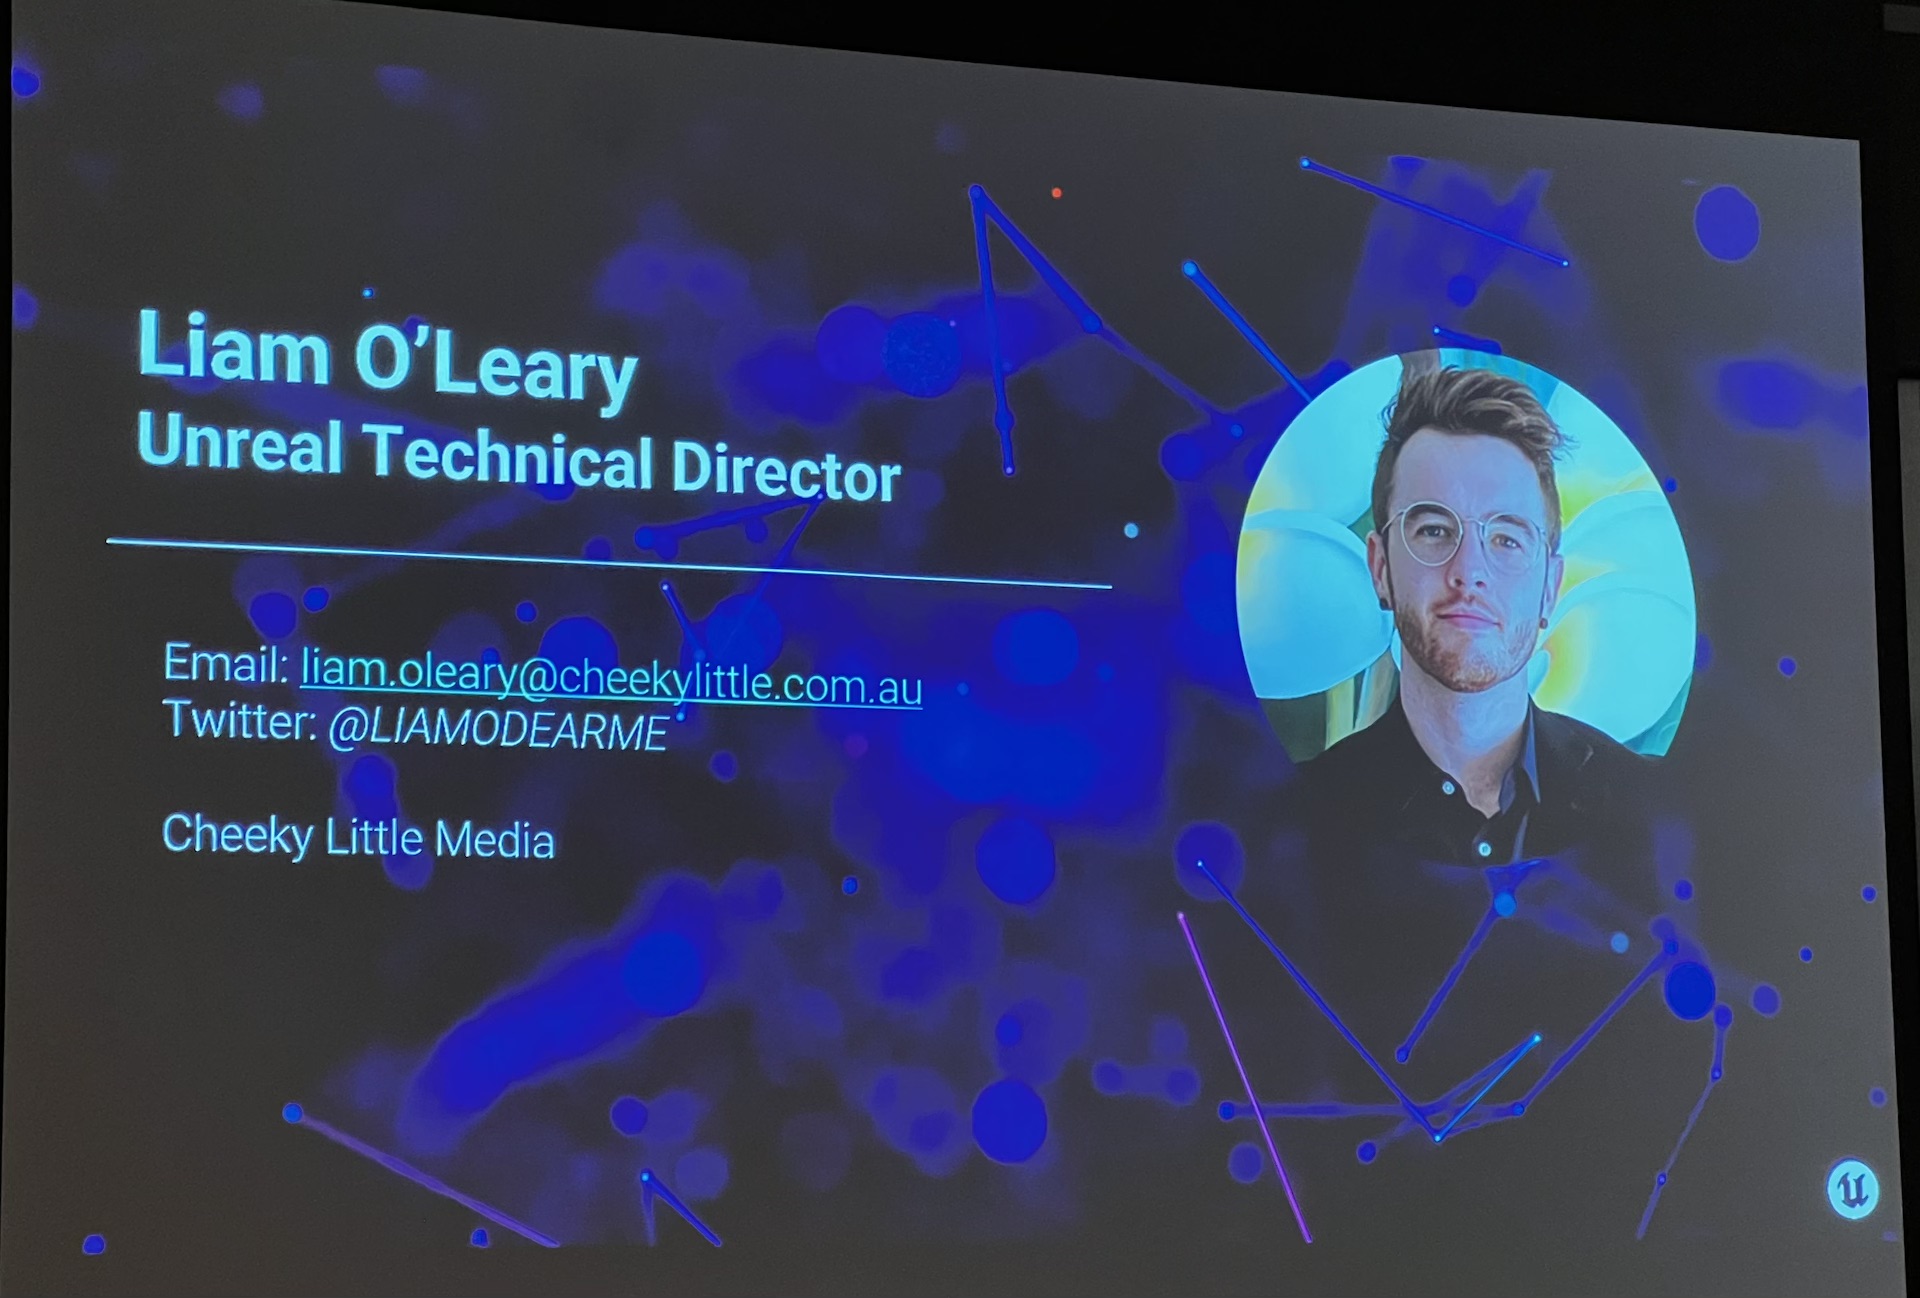 Liam O’Leary
Unreal Technical Director
Email: liam.oleary@cheekylittle.com.au
Twitter: @LIAMODEARME
Cheeky Little Media